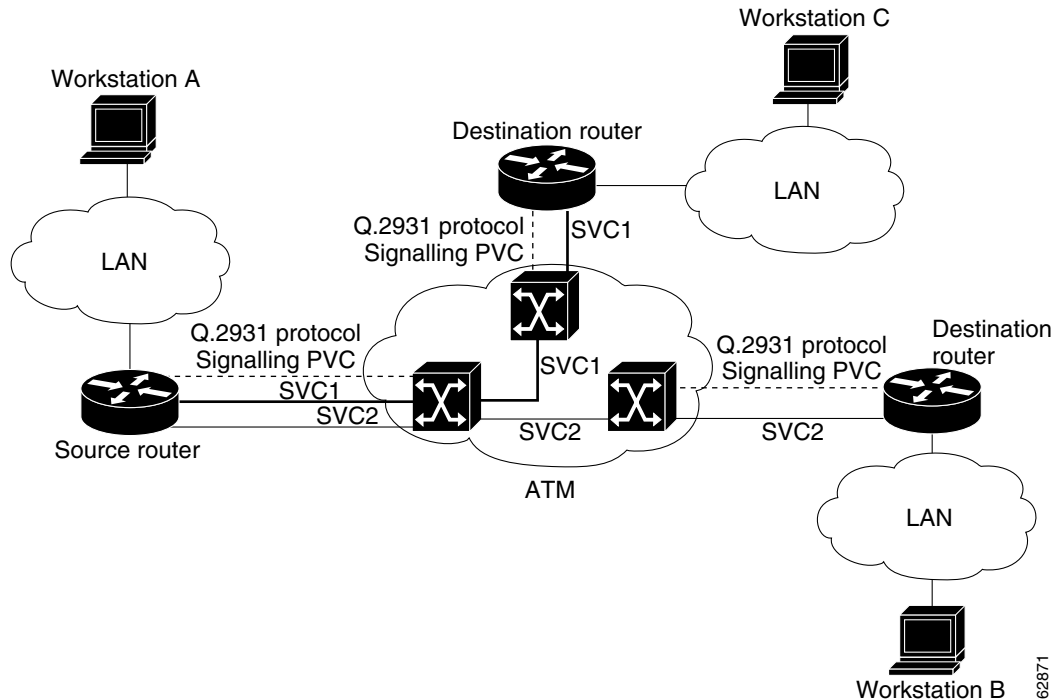 Workstation C
Workstation A
Destination router
LAN
Q.2931 protocol
Signalling PVC
SVC1
LAN
Q.2931 protocol
Signalling PVC
SVC1
Q.2931 protocol
Signalling PVC
Destination
router
SVC1
SVC2
SVC2
SVC2
Source router
ATM
LAN
Workstation B
62871